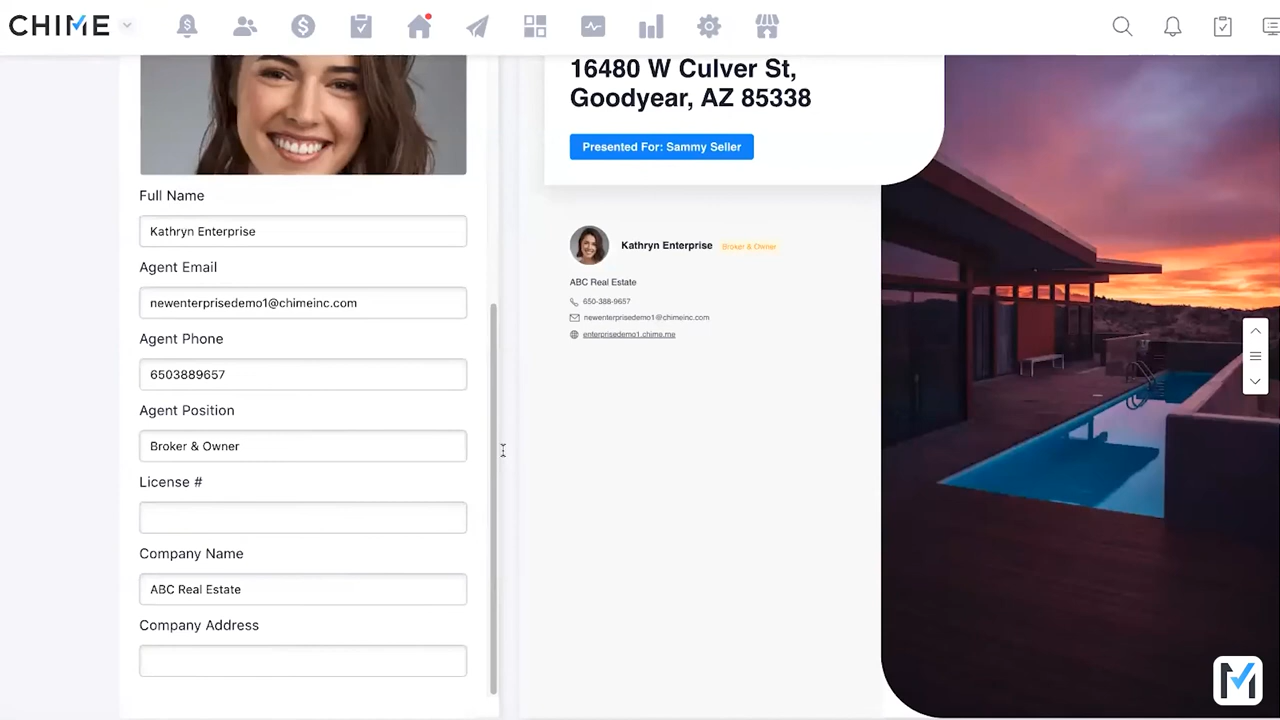 CHIME
Full Name
Kathryn Enterprise
Agent Email
newenterprisedemo1@chimeinc.com
Agent Phone
6503889657
Agent Position
Broker & Owner
License #
Company Name
ABC Real Estate
Company Address
16480 W Culver St,
Goodyear, AZ 85338
Presented For: Sammy Seller
Kathryn Enterprise Broker & Owner
ABC Real Estate
650-388-9657
newenterprisedemo1@chimeinc.com
enterprisedemo1.chime.me